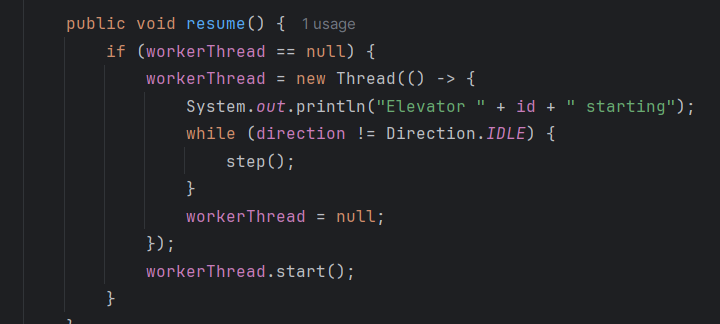 public void resume() { 1 usage
if (workerThread == null) {
workerThread = new Thread(() -> {
System.out.println("Elevator " + id + " starting");
while (direction != Direction.IDLE) {
step();
}
workerThread = null;
});
workerThread.start();
}
}